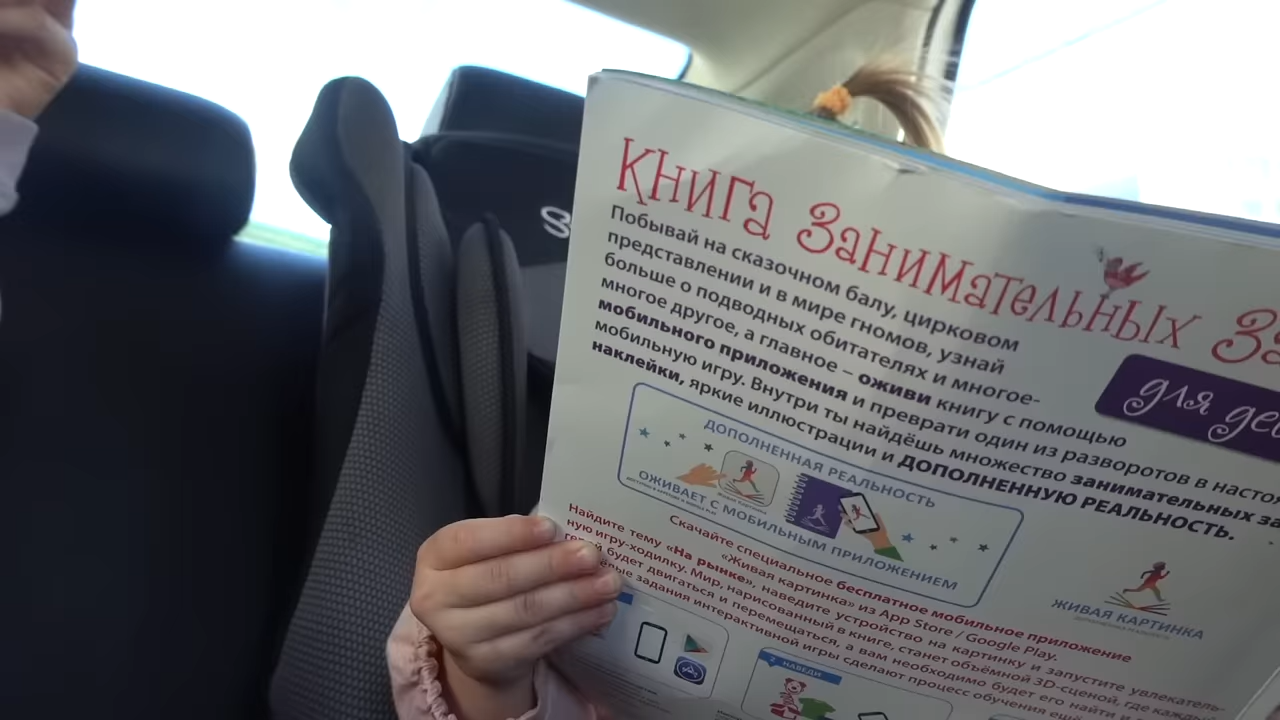 Книга занимательных
для
Побывай на сказочном балу, цирковом
представлении и в мире гномов, узнай
больше о подводных обитателях и многое-
многое другое, а главное – оживи книгу с помощью
мобильного приложения и преврати один из разворотов в
мобильную игру. Внутри ты найдёшь множество занимательных
наклейки, яркие иллюстрации и ДОПОЛНЕННУЮ РЕАЛЬНОСТЬ.
ДОПОЛНЕННАЯ РЕАЛЬНОСТЬ
ОЖИВАЕТ С МОБИЛЬНЫМ ПРИЛОЖЕНИЕМ
ЖИВАЯ КАРТИНКА
Скачайте специальное бесплатное мобильное приложение
«Живая картинка» из App Store / Google Play.
Найдите тему «На рынке», наведите устройство на картинку и запустите увлекатель-
ную игру-ходилку. Мир, нарисованный в книге, станет объёмной 3D-сценой, где
будет двигаться и перемещаться, а вам необходимо будет его найти
задания интерактивной игры сделают процесс обучения
2 НАВЕДИ